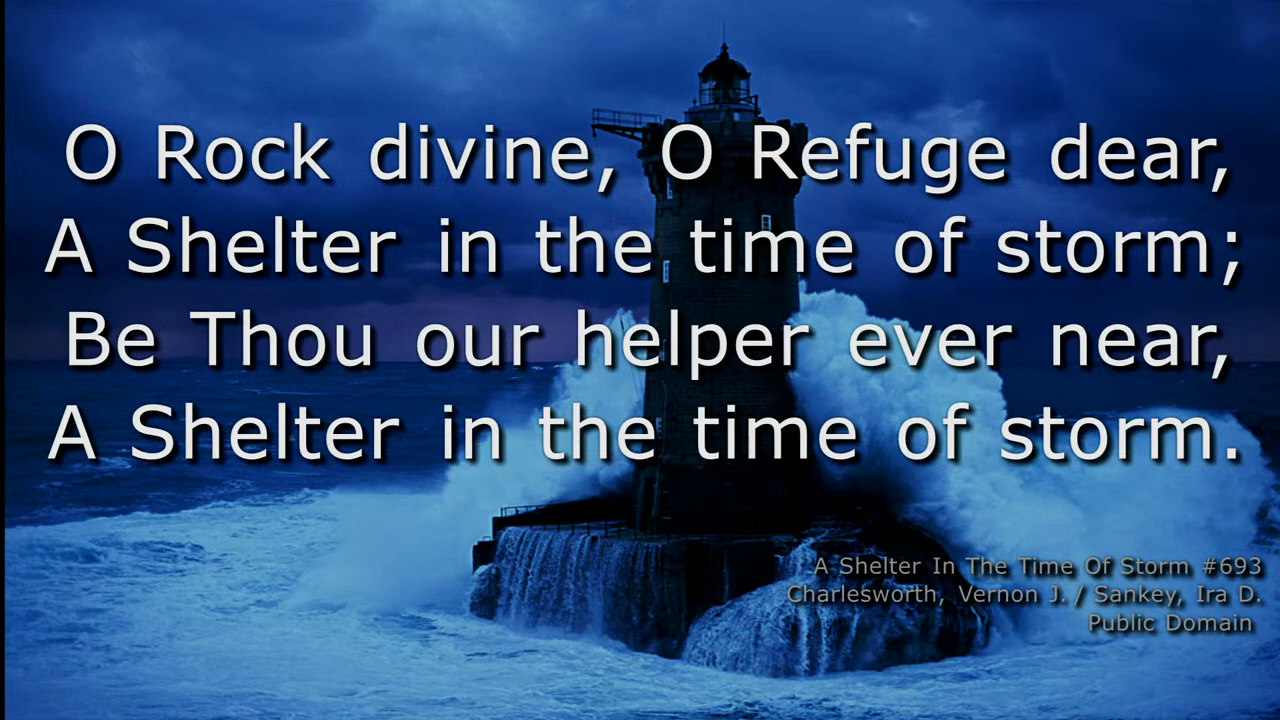 O Rock divine, O Refuge dear,
A Shelter in the time of storm;
Be Thou our helper ever near,
A Shelter in the time of storm.
A Shelter In The Time Of Storm #693
Charlesworth, Vernon J. / Sankey, Ira D.
Public Domain